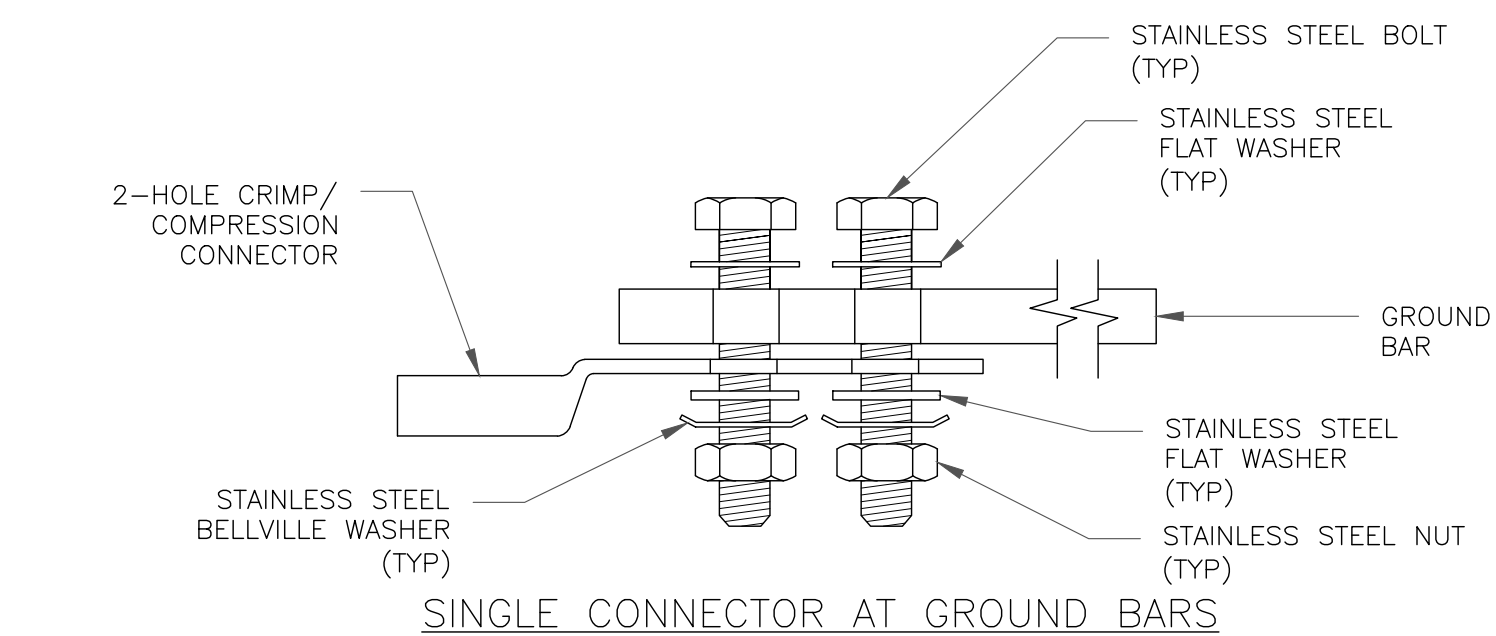 STAINLESS STEEL BOLT
(TYP)
STAINLESS STEEL
FLAT WASHER
(TYP)
2-HOLE CRIMP/
COMPRESSION
CONNECTOR
GROUND
BAR
STAINLESS STEEL
FLAT WASHER
(TYP)
STAINLESS STEEL
BELLVILLE WASHER
(TYP)
STAINLESS STEEL NUT
(TYP)
SINGLE CONNECTOR AT GROUND BARS